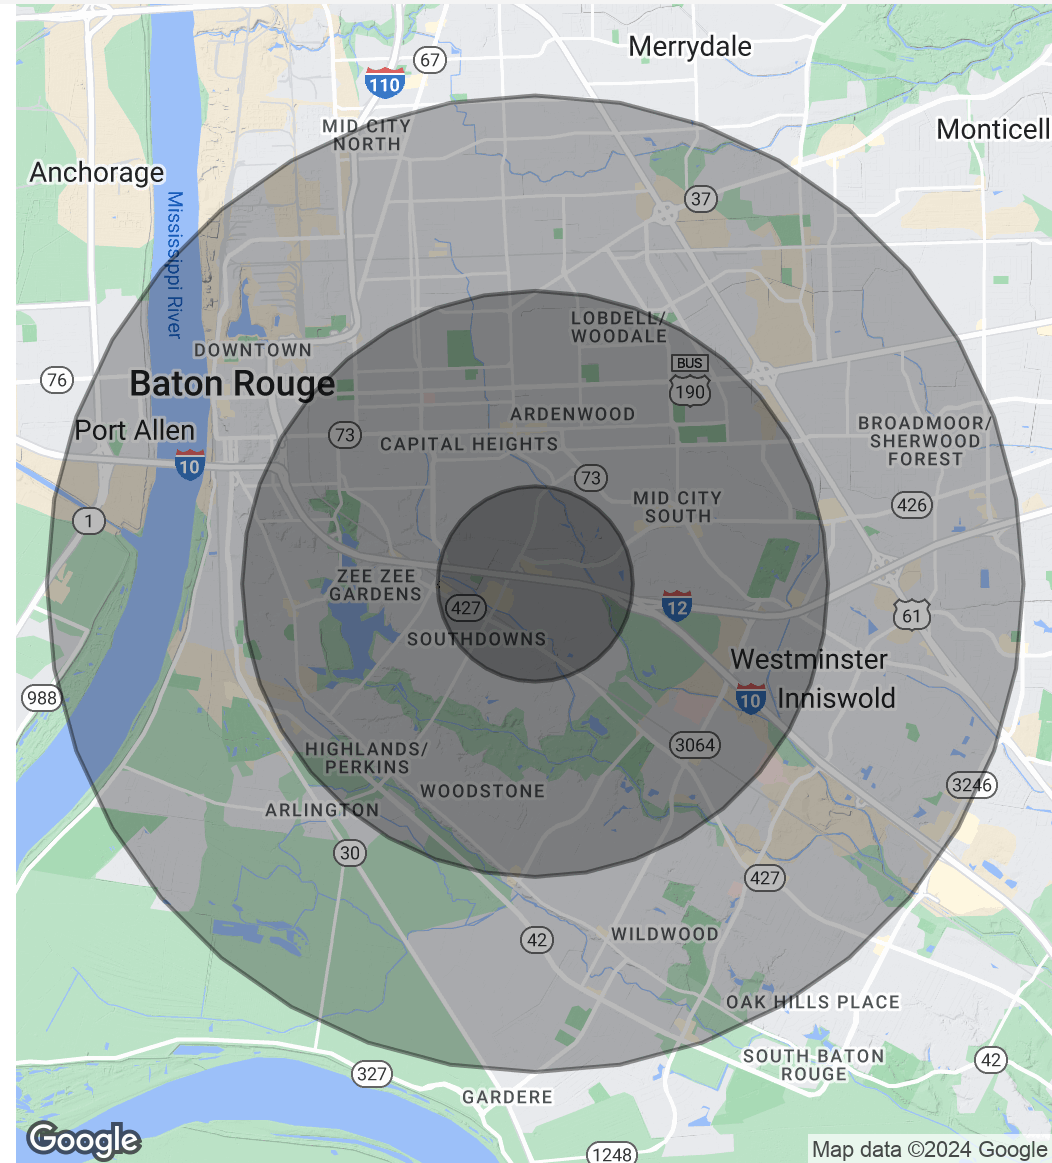 Merrydale
67
110
MID CITY
NORTH
Monticell
Anchorage
37
Mississippi River
LOBDELL/
WOODALE
DOWNTOWN
BUS
190
76
Baton Rouge
ARDENWOOD
Port Allen
73
CAPITAL HEIGHTS
BROADMOOR/
SHERWOOD
FOREST
10
73
MID CITY
SOUTH
426
1
ZEE ZEE
GARDENS
427
12
61
SOUTHDOWNS
Westminster
988
10
Inniswold
HIGHLANDS/
PERKINS
3064
WOODSTONE
3246
ARLINGTON
30
427
42
WILDWOOD
OAK HILLS PLACE
SOUTH BATON
ROUGE
42
327
GARDERE
Google
1248
Map data ©2024 Google